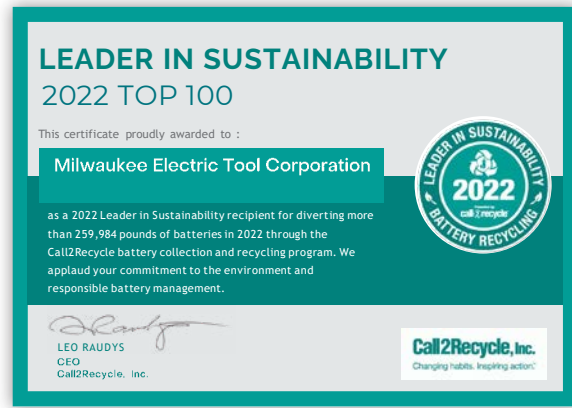 LEADER IN SUSTAINABILITY
2022 TOP 100
This certificate proudly awarded to :
Milwaukee Electric Tool Corporation
as a 2022 Leader in Sustainability recipient for diverting more
than 259,984 pounds of batteries in 2022 through the
Call2Recycle battery collection and recycling program. We
applaud your commitment to the environment and
responsible battery management.
LEADER IN SUSTAINABILITY
2022
call2recycle
BATTERY RECYCLING
LEO RAUDYS
CEO
Call2Recycle, Inc.
Call2Recycle, Inc.
Changing habits. Inspiring action.